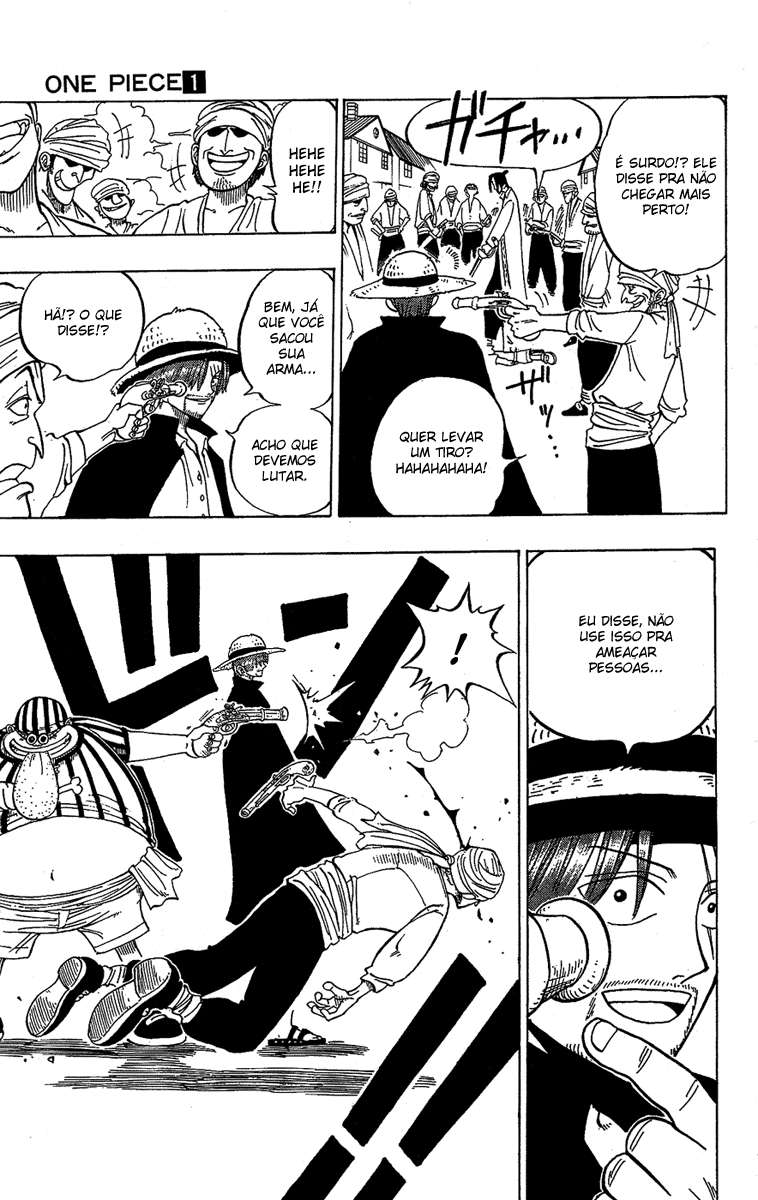 ONE PIECE 1
É SURDO!? ELE
DISSE PRA NÃO
CHEGAR MAIS
PERTO!
ガチャ...
QUER LEVAR
UM TIRO?
HAHAHAHAHA!
ザ
ザッ...
HEHE
HEHE
HE!!
BEM, JÁ
QUE VOCÊ
SACOU
SUA
ARMA...
ACHO QUE
DEVEMOS
LUTAR.
HÃ!? O QUE
DISSE!?
EU DISSE, NÃO
USE ISSO PRA
AMEAÇAR
PESSOAS...
!